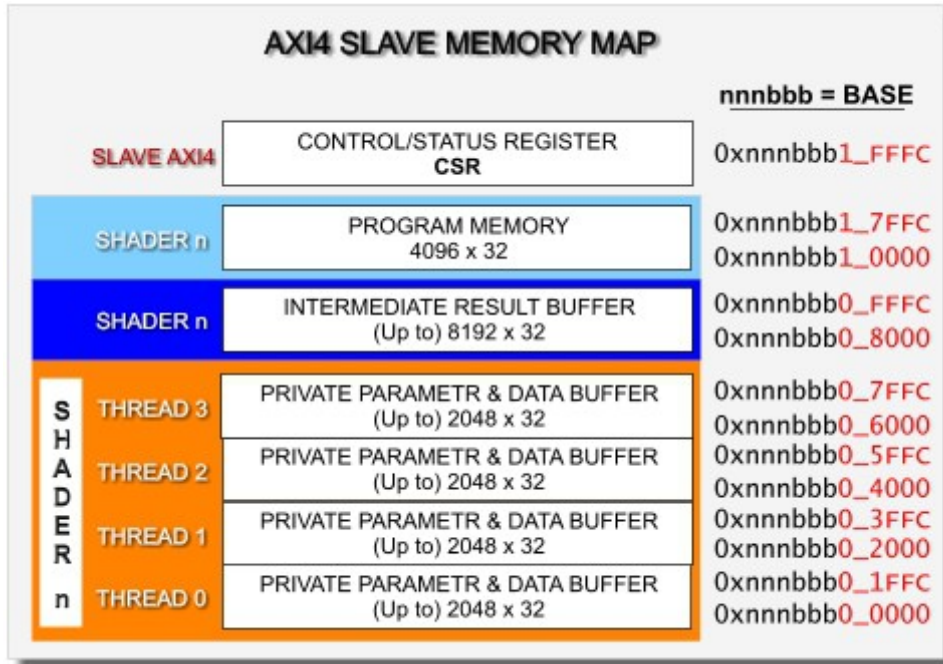 AXI4 SLAVE MEMORY MAP
nnnbbb = BASE
SLAVE AXI4
CONTROL/STATUS REGISTER
CSR
0xnnnbbb1_FFFC
SHADER n
PROGRAM MEMORY
4096 x 32
0xnnnbbb1_7FFC
0xnnnbbb1_0000
SHADER n
INTERMEDIATE RESULT BUFFER
(Up to) 8192 x 32
0xnnnbbb0_FFFC
0xnnnbbb0_8000
SHADER n
THREAD 3
PRIVATE PARAMETR & DATA BUFFER
(Up to) 2048 x 32
0xnnnbbb0_7FFC
0xnnnbbb0_6000
THREAD 2
PRIVATE PARAMETR & DATA BUFFER
(Up to) 2048 x 32
0xnnnbbb0_5FFC
0xnnnbbb0_4000
THREAD 1
PRIVATE PARAMETR & DATA BUFFER
(Up to) 2048 x 32
0xnnnbbb0_3FFC
0xnnnbbb0_2000
THREAD 0
PRIVATE PARAMETR & DATA BUFFER
(Up to) 2048 x 32
0xnnnbbb0_1FFC
0xnnnbbb0_0000